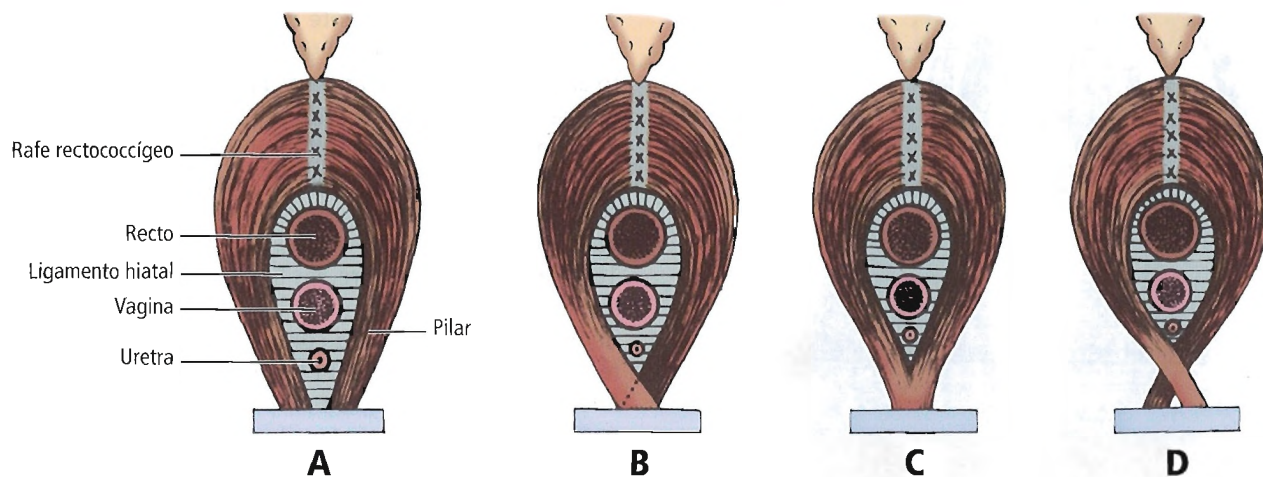 Rafe rectococcígeo
Recto
Ligamento hiatal
Vagina
Pilar
Uretra
A
B
C
D